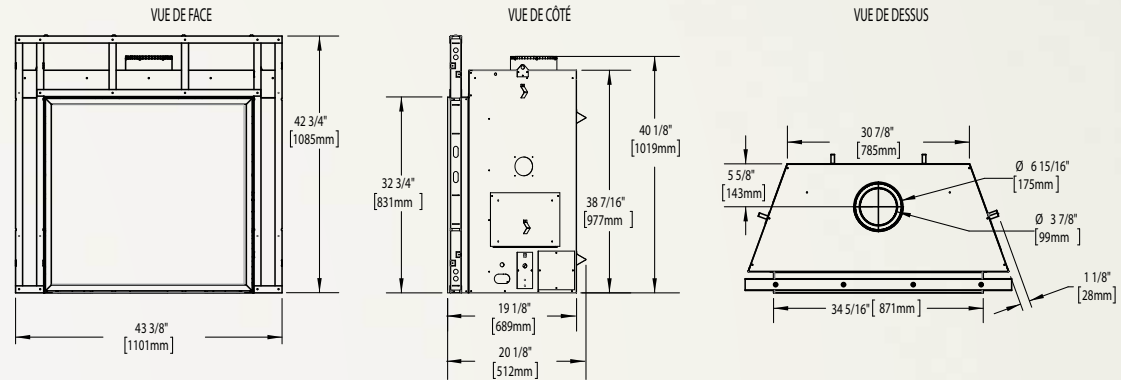 VUE DE FACE
42 3/4"
[1085mm]
43 3/8"
[1101mm]
VUE DE CÔTÉ
32 3/4"
[831mm ]
40 1/8"
[1019mm]
38 7/16"
[977mm]
19 1/8"
[689mm]
20 1/8"
[512mm]
VUE DE DESSUS
30 7/8"
[785mm]
5 5/8"
[143mm]
Ø 6 15/16"
[175mm]
Ø 3 7/8"
[99mm]
1 1/8"
[28mm]
34 5/16" [ 871mm]